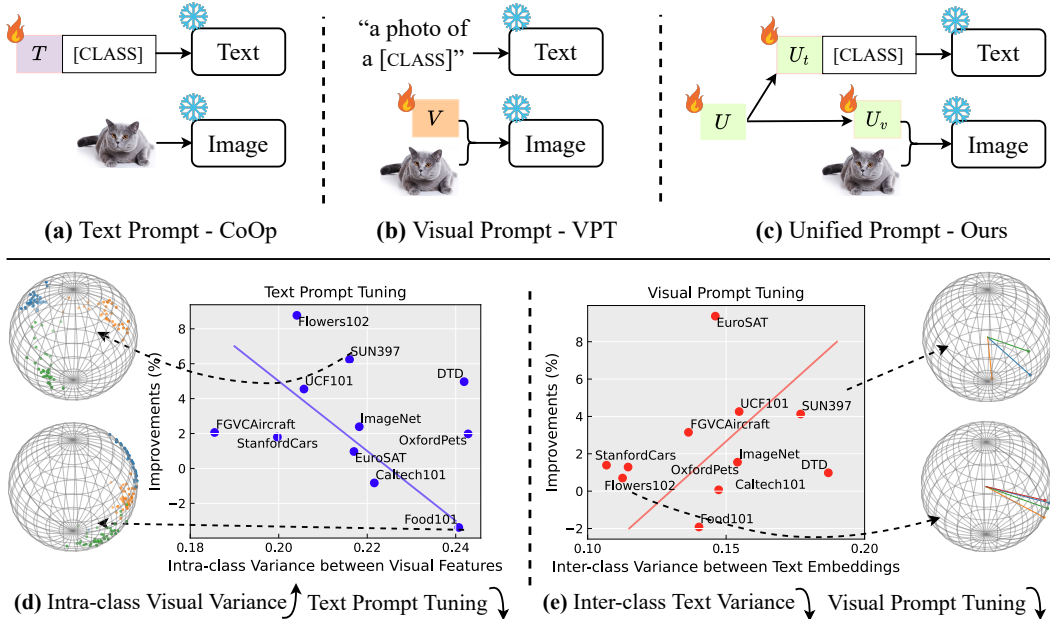 T [CLASS] Text
Image
(a) Text Prompt - CoOp
“a photo of
a [CLASS]” Text
V
Image
(b) Visual Prompt - VPT
U_t [CLASS] Text
U U_v
Image
(c) Unified Prompt - Ours
Text Prompt Tuning
Improvements (%)
8
6
4
2
0
−2
Flowers102
SUN397
UCF101
DTD
FGVCAircraft
StanfordCars
ImageNet
OxfordPets
EuroSAT
Caltech101
Food101
0.18 0.20 0.22 0.24
Intra-class Variance between Visual Features
(d) Intra-class Visual Variance Text Prompt Tuning
Visual Prompt Tuning
Improvements (%)
8
6
4
2
0
−2
EuroSAT
UCF101
SUN397
FGVCAircraft
StanfordCars
ImageNet
OxfordPets
DTD
Flowers102
Caltech101
Food101
0.10 0.15 0.20
Inter-class Variance between Text Embeddings
(e) Inter-class Text Variance Visual Prompt Tuning